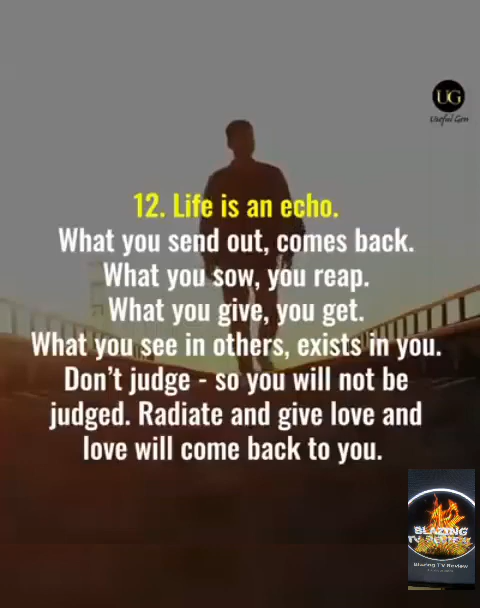 UG
Useful Gen
12. Life is an echo.
What you send out, comes back.
What you sow, you reap.
What you give, you get.
What you see in others, exists in you.
Don't judge - so you will not be
judged. Radiate and give love and
love will come back to you.
BLAZING
TV REVIEW
Blazing TV Review